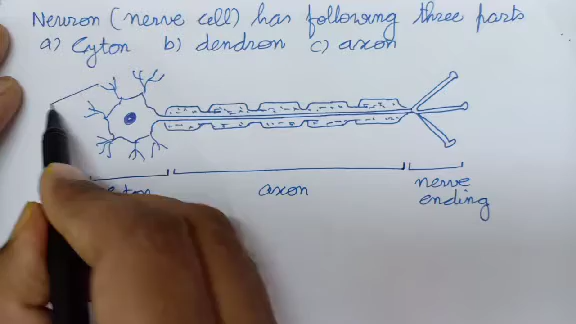 Neuron (nerve cell) has following three parts
a) Cyton b) dendron c) axon
axon
nerve
ending